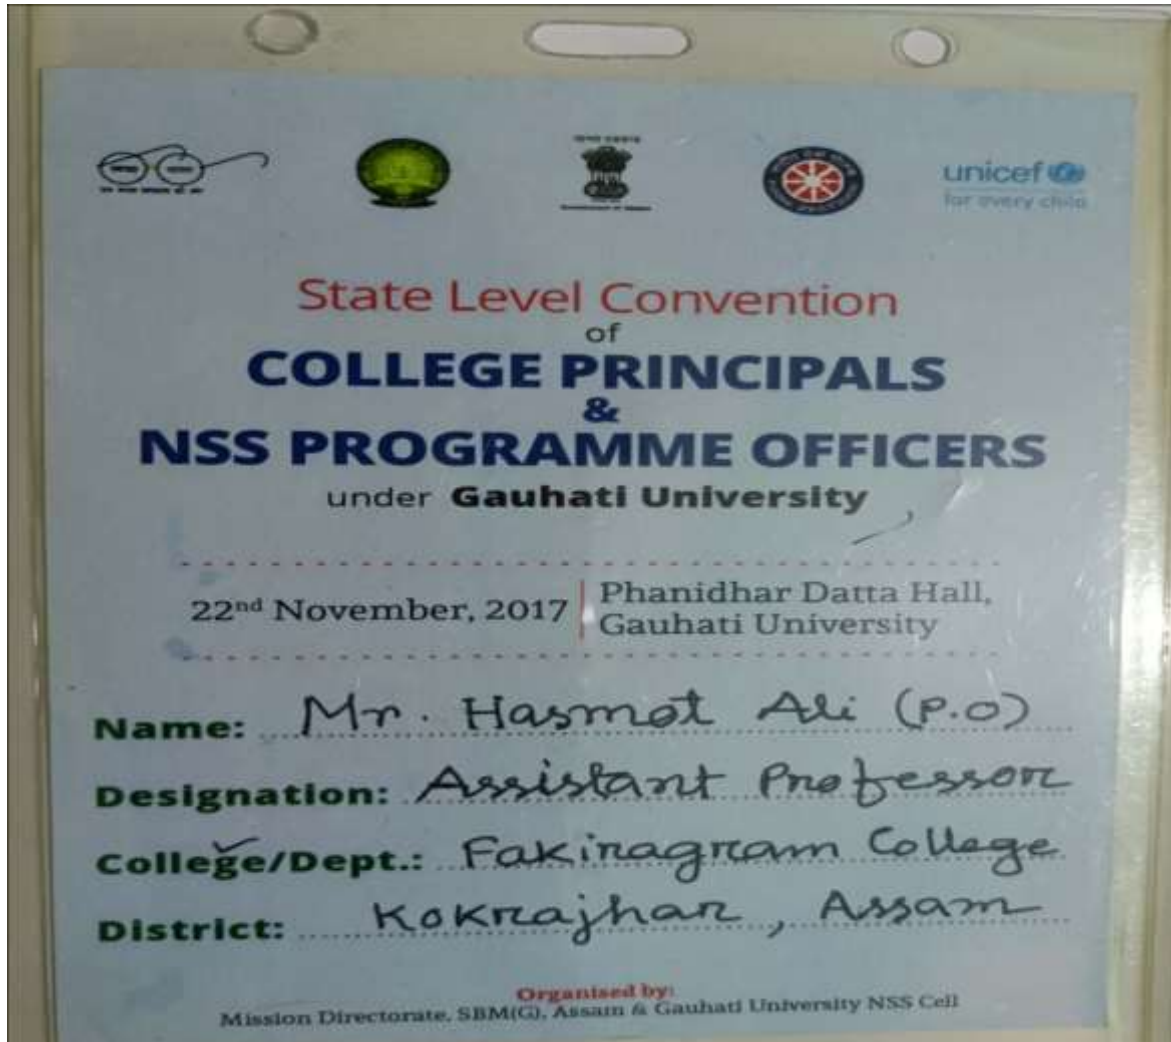 unicef
for every child
State Level Convention
of
COLLEGE PRINCIPALS
&
NSS PROGRAMME OFFICERS
under Gauhati University
22nd November, 2017
Phanidhar Datta Hall,
Gauhati University
Name: Mr. Hasmot Ali (P.O)
Designation: Assistant Professor
College/Dept.: Fakiragram College
District: Kokrajhar, Assam
Organised by:
Mission Directorate, SBM(G), Assam & Gauhati University NSS Cell